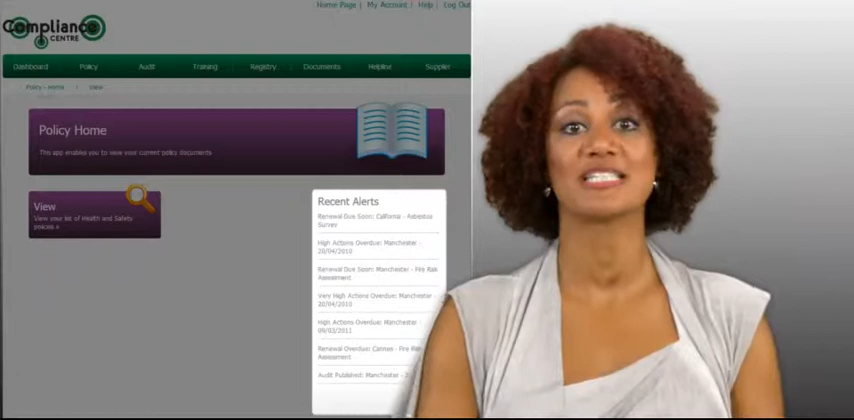 Home Page | My Account | Help | Log Out
Compliance
CENTRE
Dashboard Policy Audit Training Registry Documents Helpline Supplier
Policy - Home | View
Policy Home
This app enables you to view your current policy documents
View
View your list of Health and Safety
policies »
Recent Alerts
Renewal Due Soon: California - Asbestos
Survey
High Actions Overdue: Manchester -
20/04/2010
Renewal Due Soon: Manchester - Fire Risk
Assessment
Very High Actions Overdue: Manchester -
20/04/2010
High Actions Overdue: Manchester -
09/03/2011
Renewal Overdue: Cannes - Fire Risk
Assessment
Audit Published: Manchester -